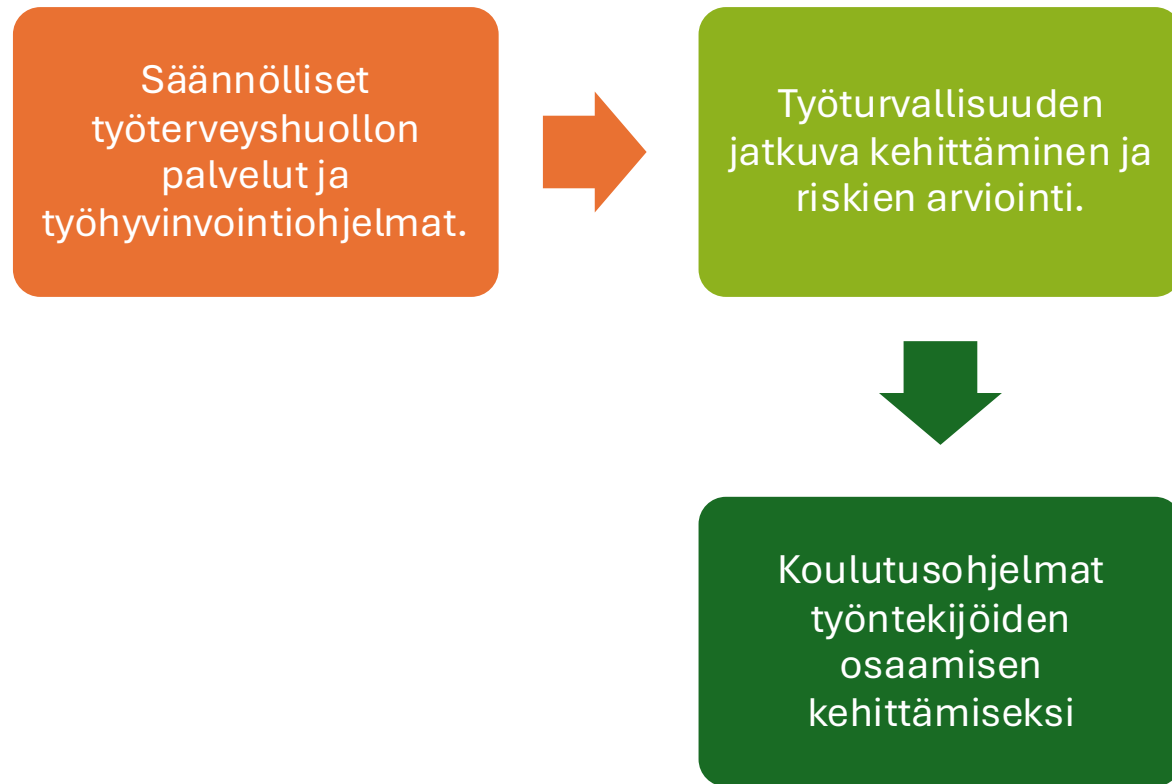 Säännölliset
työterveyshuollon
palvelut ja
työhyvinvointiohjelmat.
Työturvallisuuden
jatkuva kehittäminen ja
riskien arviointi.
Koulutusohjelmat
työntekijöiden
osaamisen
kehittämiseksi